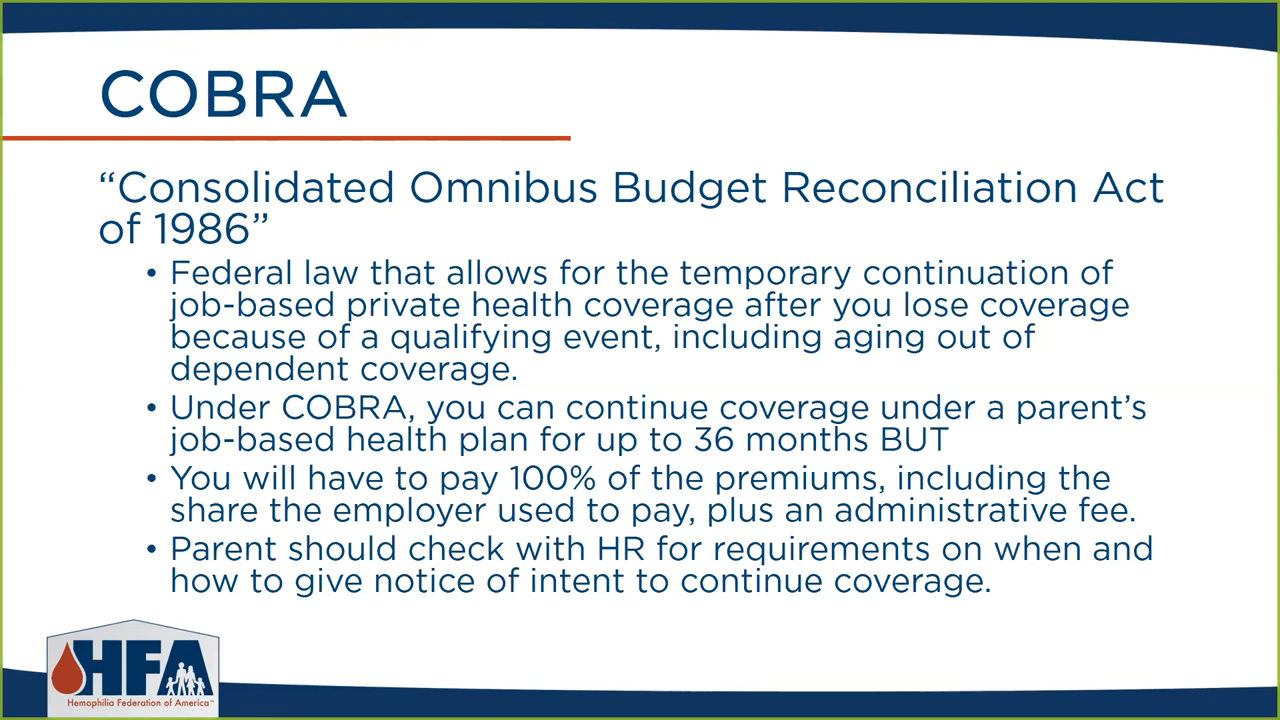 COBRA
“Consolidated Omnibus Budget Reconciliation Act
of 1986”
• Federal law that allows for the temporary continuation of
job-based private health coverage after you lose coverage
because of a qualifying event, including aging out of
dependent coverage.
• Under COBRA, you can continue coverage under a parent’s
job-based health plan for up to 36 months BUT
• You will have to pay 100% of the premiums, including the
share the employer used to pay, plus an administrative fee.
• Parent should check with HR for requirements on when and
how to give notice of intent to continue coverage.
HFA
Hemophilia Federation of America™